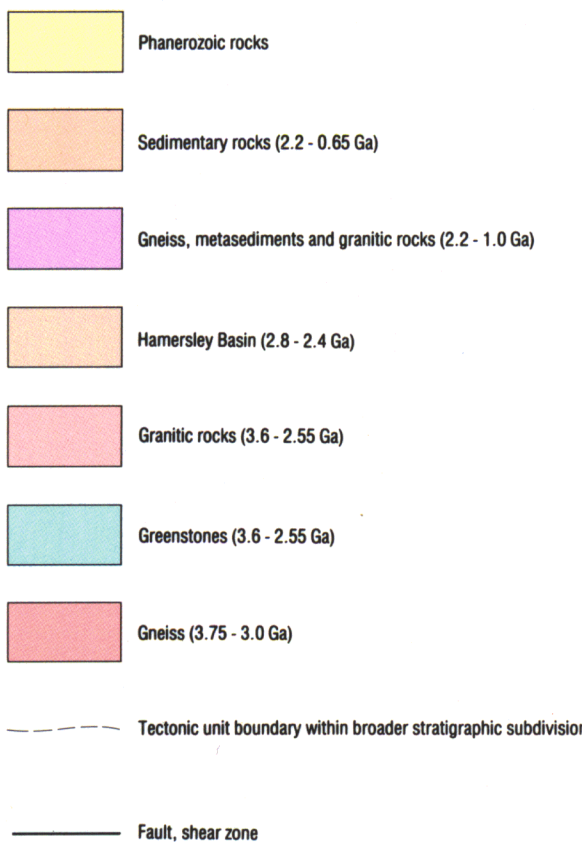 Phanerozoic rocks
Sedimentary rocks (2.2 - 0.65 Ga)
Gneiss, metasediments and granitic rocks (2.2 - 1.0 Ga)
Hamersley Basin (2.8 - 2.4 Ga)
Granitic rocks (3.6 - 2.55 Ga)
Greenstones (3.6 - 2.55 Ga)
Gneiss (3.75 - 3.0 Ga)
Tectonic unit boundary within broader stratigraphic subdivision
Fault, shear zone